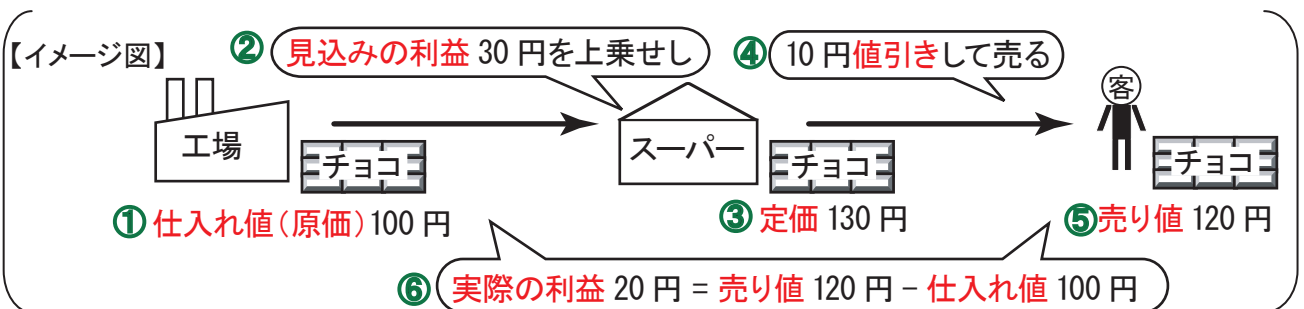 【イメージ図】
② 見込みの利益 30 円を上乗せし
④ 10 円値引きして売る
客
工場
チョコ
スーパー
チョコ
チョコ
① 仕入れ値(原価) 100 円
③ 定価 130 円
⑤売り値 120 円
⑥ 実際の利益 20 円 = 売り値 120 円 − 仕入れ値 100 円